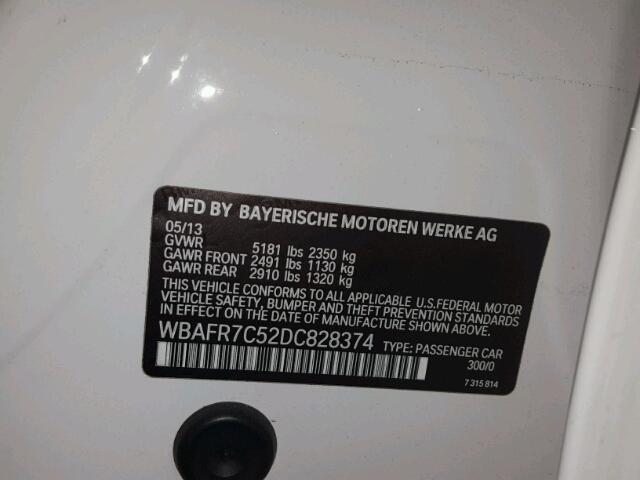 MFD BY BAYERISCHE MOTOREN WERKE AG
05/13
GVWR 5181 lbs 2350 kg
GAWR FRONT 2491 lbs 1130 kg
GAWR REAR 2910 lbs 1320 kg
THIS VEHICLE CONFORMS TO ALL APPLICABLE U.S.FEDERAL MOTOR
VEHICLE SAFETY, BUMPER AND THEFT PREVENTION STANDARDS
IN EFFECT ON THE DATE OF MANUFACTURE SHOWN ABOVE.
WBAFR7C52DC828374 TYPE: PASSENGER CAR
300/0
7 315 814